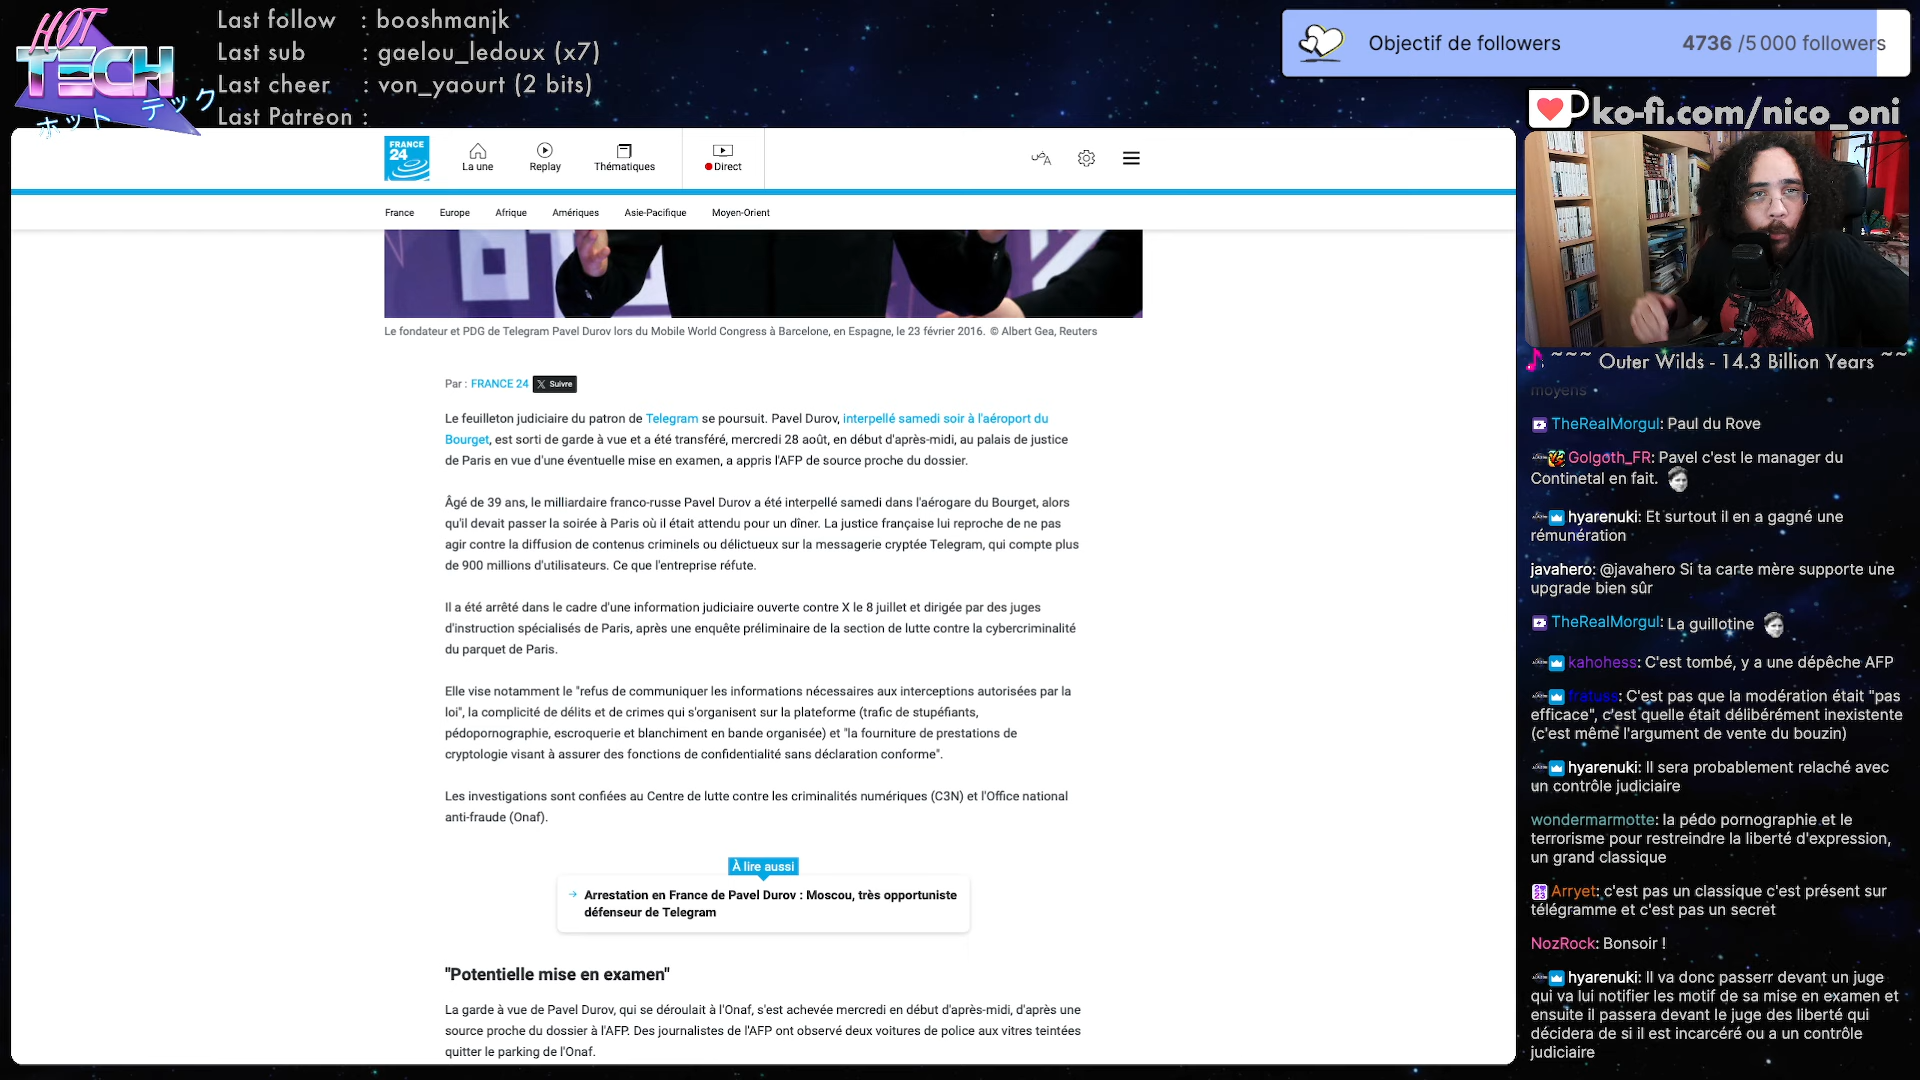 HOT
TECH
ホット テック
Last follow : booshmanjk
Last sub : gaelou_ledoux (x7)
Last cheer : von_yaourt (2 bits)
Last Patreon :
Objectif de followers
4736 /5 000 followers
ko-fi.com/nico_oni
FRANCE
24
La une
Replay
Thématiques
Direct
France
Europe
Afrique
Amériques
Asie-Pacifique
Moyen-Orient
Le fondateur et PDG de Telegram Pavel Durov lors du Mobile World Congress à Barcelone, en Espagne, le 23 février 2016. © Albert Gea, Reuters
Par : FRANCE 24 Suivre
Le feuilleton judiciaire du patron de Telegram se poursuit. Pavel Durov, interpellé samedi soir à l'aéroport du
Bourget, est sorti de garde à vue et a été transféré, mercredi 28 août, en début d'après-midi, au palais de justice
de Paris en vue d'une éventuelle mise en examen, a appris l'AFP de source proche du dossier.
Âgé de 39 ans, le milliardaire franco-russe Pavel Durov a été interpellé samedi dans l'aérogare du Bourget, alors
qu'il devait passer la soirée à Paris où il était attendu pour un dîner. La justice française lui reproche de ne pas
agir contre la diffusion de contenus criminels ou délictueux sur la messagerie cryptée Telegram, qui compte plus
de 900 millions d'utilisateurs. Ce que l'entreprise réfute.
Il a été arrêté dans le cadre d'une information judiciaire ouverte contre X le 8 juillet et dirigée par des juges
d'instruction spécialisés de Paris, après une enquête préliminaire de la section de lutte contre la cybercriminalité
du parquet de Paris.
Elle vise notamment le "refus de communiquer les informations nécessaires aux interceptions autorisées par la
loi", la complicité de délits et de crimes qui s'organisent sur la plateforme (trafic de stupéfiants,
pédopornographie, escroquerie et blanchiment en bande organisée) et "la fourniture de prestations de
cryptologie visant à assurer des fonctions de confidentialité sans déclaration conforme".
Les investigations sont confiées au Centre de lutte contre les criminalités numériques (C3N) et l'Office national
anti-fraude (Onaf).
À lire aussi
Arrestation en France de Pavel Durov : Moscou, très opportuniste
défenseur de Telegram
"Potentielle mise en examen"
La garde à vue de Pavel Durov, qui se déroulait à l'Onaf, s'est achevée mercredi en début d'après-midi, d'après une
source proche du dossier à l'AFP. Des journalistes de l'AFP ont observé deux voitures de police aux vitres teintées
quitter le parking de l'Onaf.
~~~ Outer Wilds - 14.3 Billion Years ~~
moyens
TheRealMorgul: Paul du Rove
Golgoth_FR: Pavel c'est le manager du
Continetal en fait.
hyarenuki: Et surtout il en a gagné une
rémunération
javahero: @javahero Si ta carte mère supporte une
upgrade bien sûr
TheRealMorgul: La guillotine
kahohess: C'est tombé, y a une dépêche AFP
fratuss: C'est pas que la modération était "pas
efficace", c'est quelle était délibérément inexistente
(c'est même l'argument de vente du bouzin)
hyarenuki: Il sera probablement relaché avec
un contrôle judiciaire
wondermarmotte: la pédo pornographie et le
terrorisme pour restreindre la liberté d'expression,
un grand classique
Arryet: c'est pas un classique c'est présent sur
télégramme et c'est pas un secret
NozRock: Bonsoir !
hyarenuki: Il va donc passerr devant un juge
qui va lui notifier les motif de sa mise en examen et
ensuite il passera devant le juge des liberté qui
décidera de si il est incarcéré ou a un contrôle
judiciaire